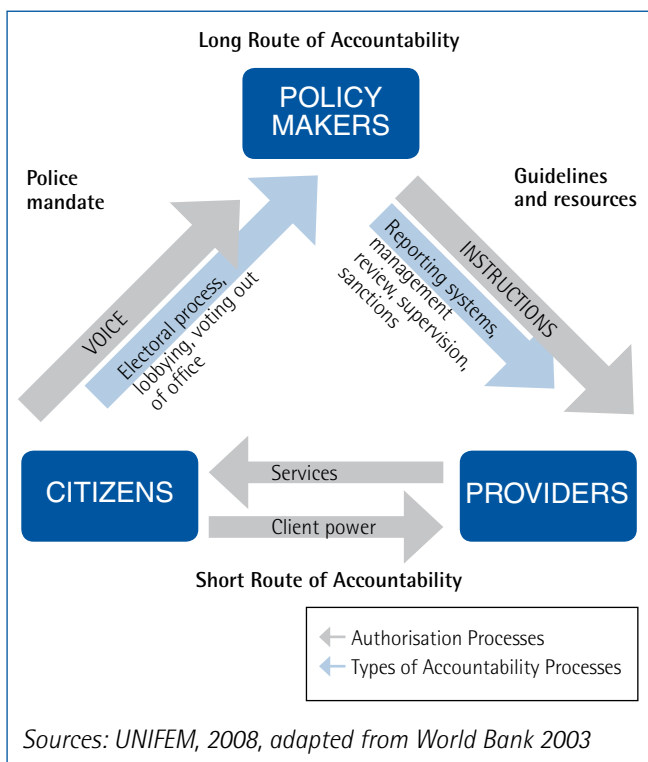 Long Route of Accountability
POLICY
MAKERS
Police
mandate
Guidelines
and resources
VOICE
Electoral process,
lobbying, voting out
of office
INSTRUCTIONS
Reporting systems,
management
review, supervision,
sanctions
CITIZENS
Services
Client power
PROVIDERS
Short Route of Accountability
Authorisation Processes
Types of Accountability Processes
Sources: UNIFEM, 2008, adapted from World Bank 2003